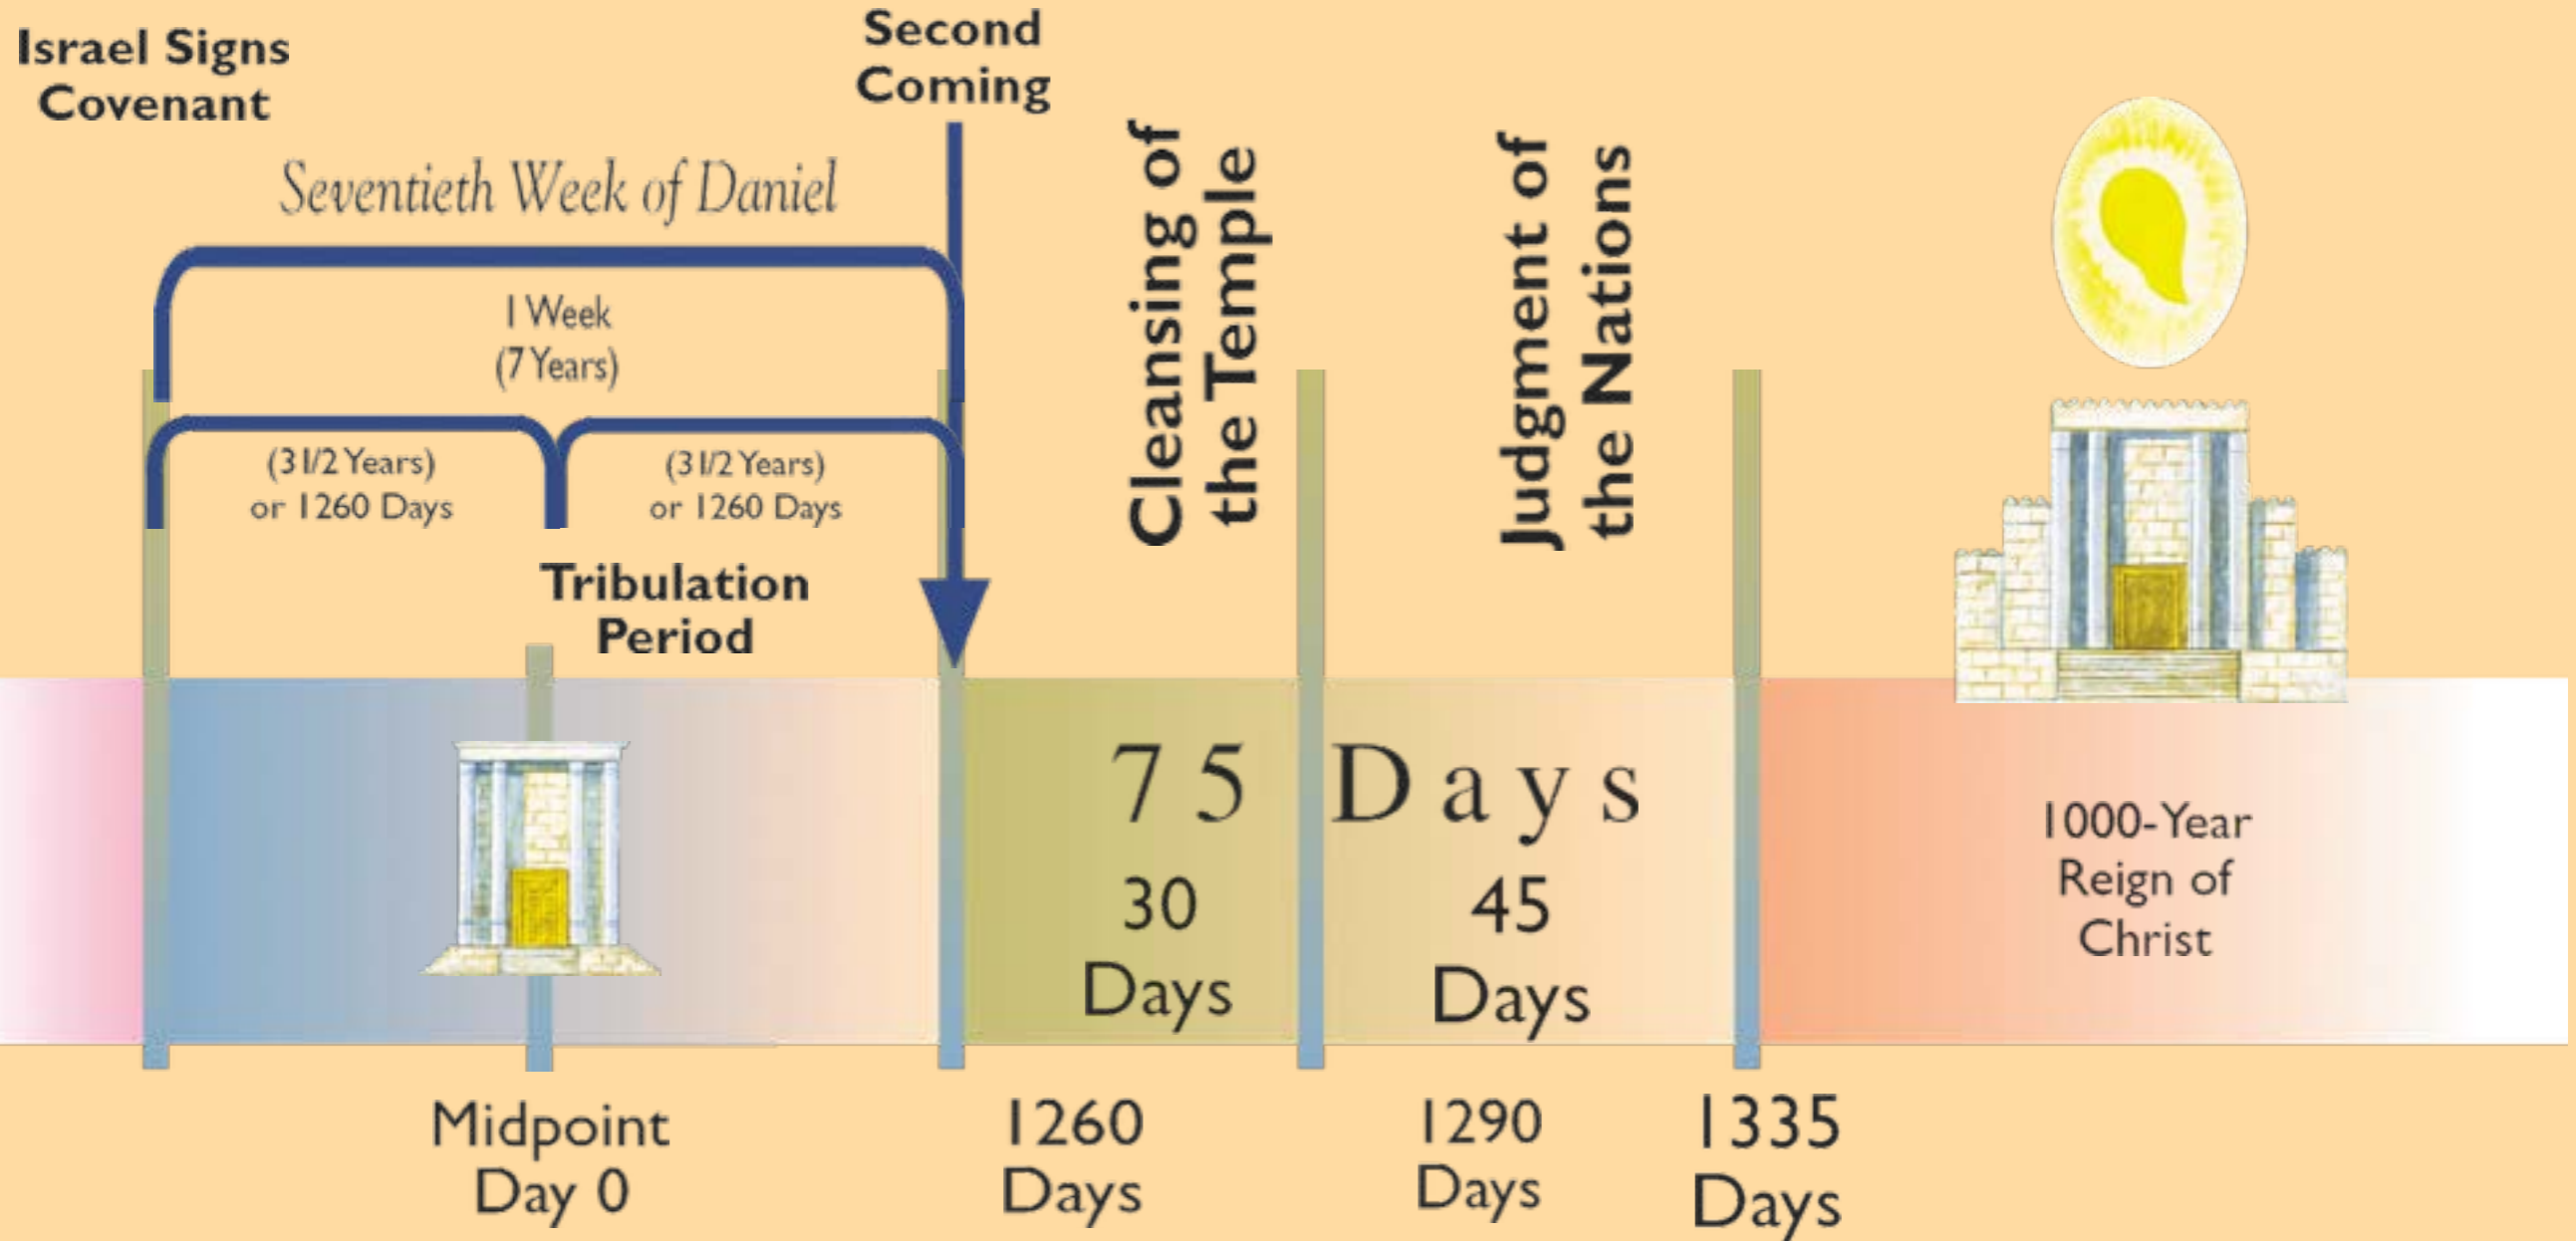 Israel Signs
Covenant
Second
Coming
Seventieth Week of Daniel
1 Week
(7 Years)
(3 1/2 Years)
or 1260 Days
(3 1/2 Years)
or 1260 Days
Tribulation
Period
Cleansing of
the Temple
Judgment of
the Nations
75 Days
30
Days
45
Days
1000-Year
Reign of
Christ
Midpoint
Day 0
1260
Days
1290
Days
1335
Days